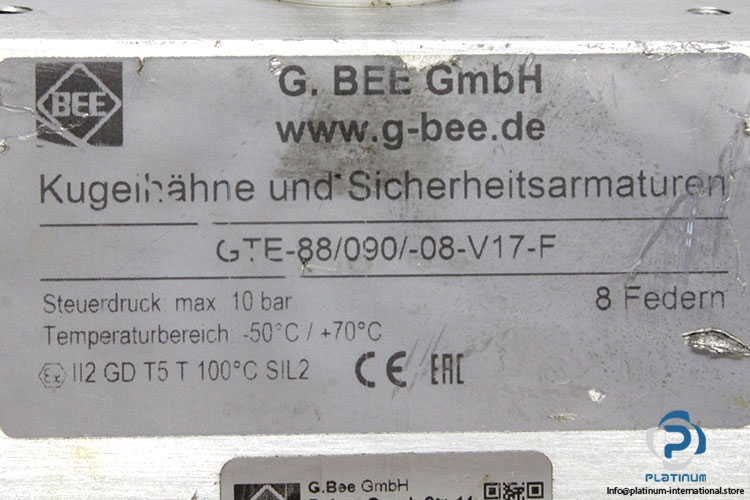 BEE
G. BEE GmbH
www.g-bee.de
Kugelhähne und Sicherheitsarmaturen
GTE-88/090/-08-V17-F
Steuerdruck max 10 bar
8 Federn
Temperaturbereich -50°C / +70°C
Ex II2 GD T5 T 100°C SIL2 CE EAC
G.Bee GmbH
PLATINUM
Info@platinum-international.store